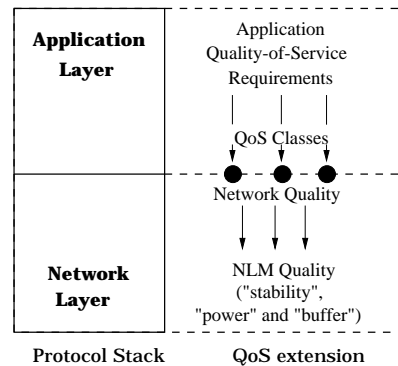 Application
Layer
Application
Quality-of-Service
Requirements
QoS Classes
Network Quality
Network
Layer
NLM Quality
("stability",
"power" and "buffer")
Protocol Stack
QoS extension